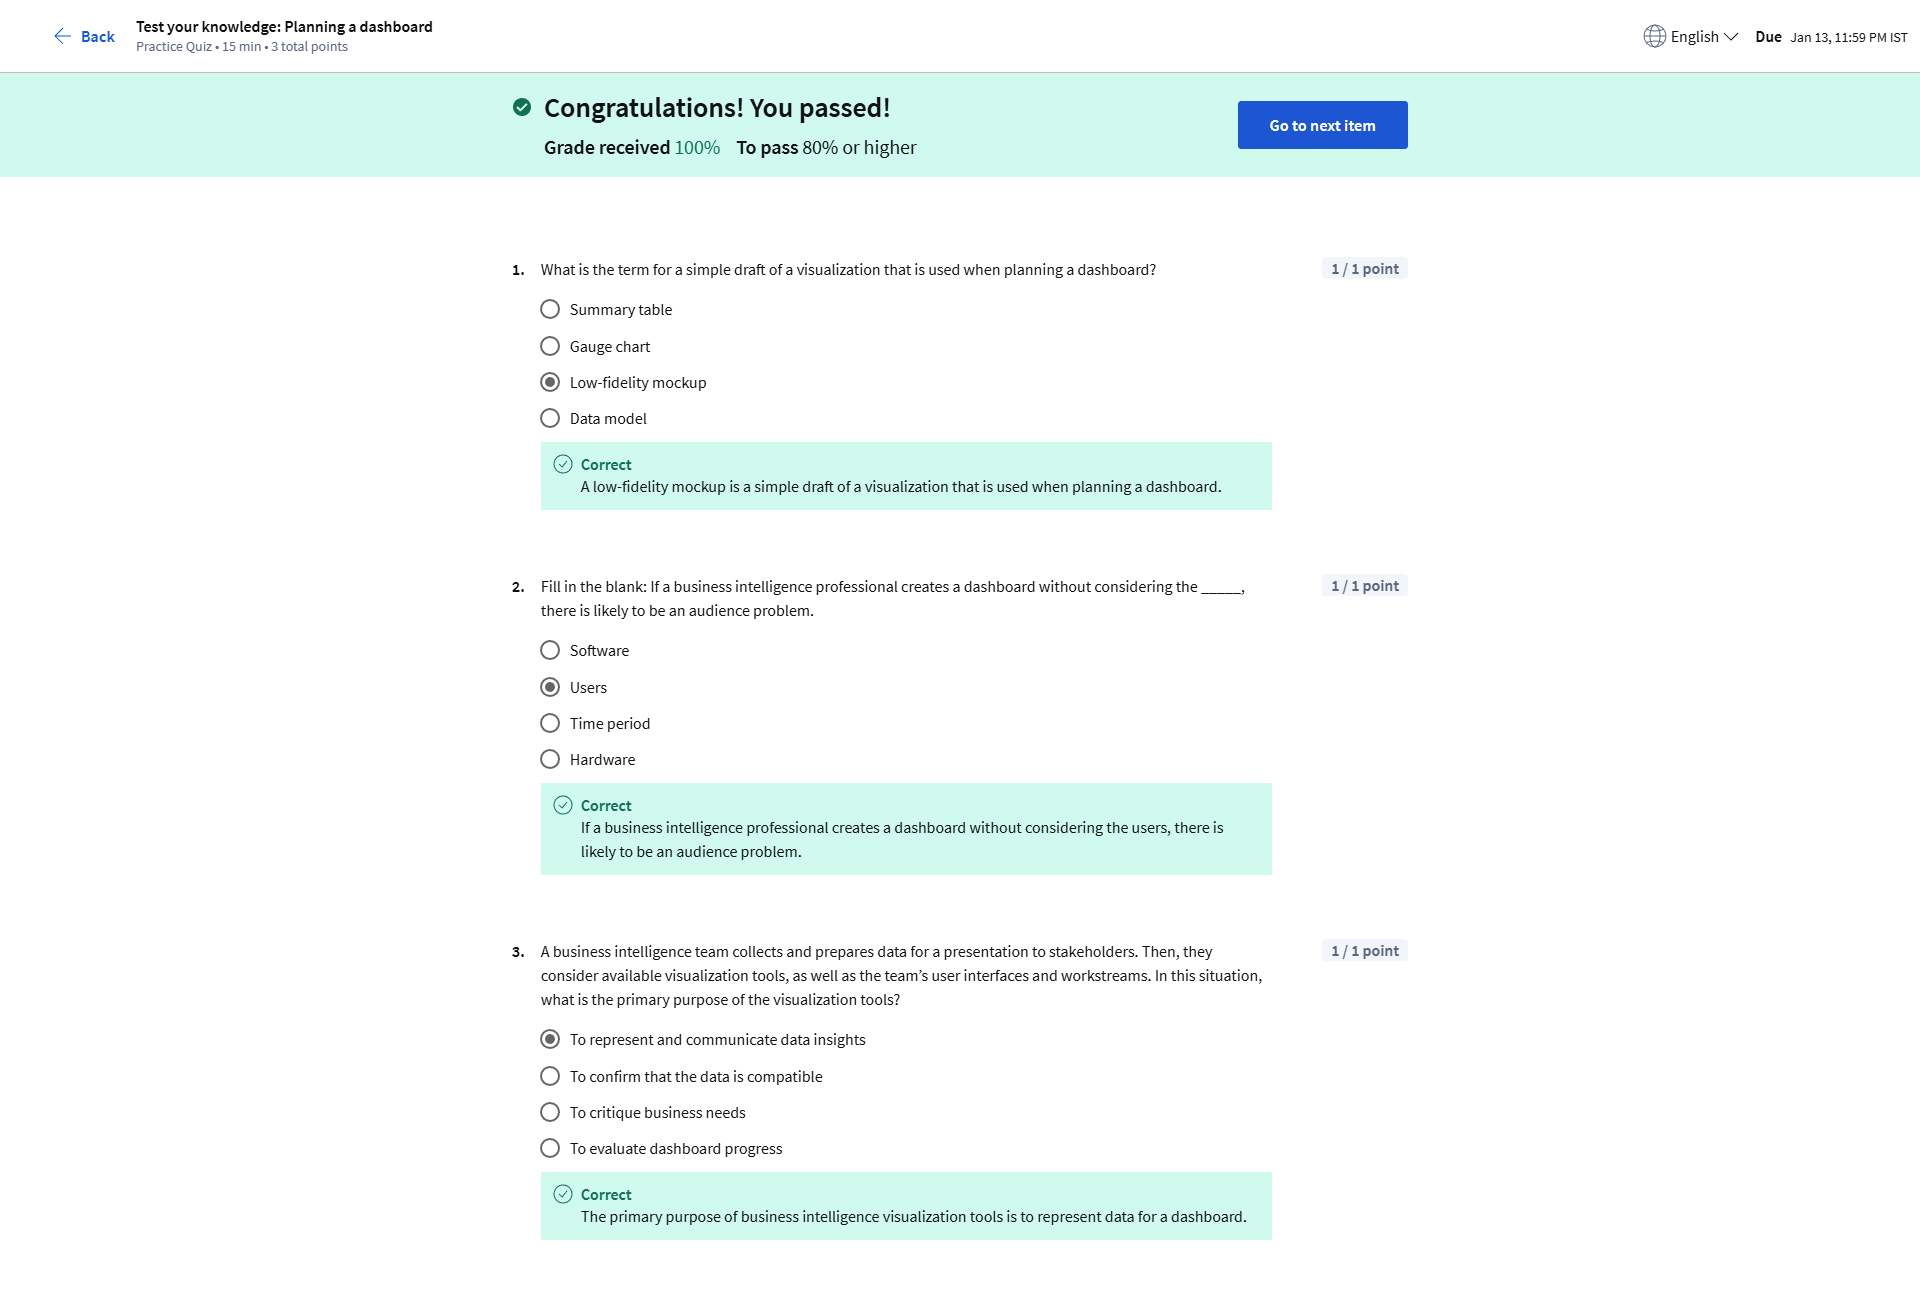 Back
Test your knowledge: Planning a dashboard
Practice Quiz • 15 min • 3 total points
English
Due Jan 13, 11:59 PM IST
Congratulations! You passed!
Grade received 100% To pass 80% or higher
Go to next item
1. What is the term for a simple draft of a visualization that is used when planning a dashboard?
1 / 1 point
Summary table
Gauge chart
Low-fidelity mockup
Data model
Correct
A low-fidelity mockup is a simple draft of a visualization that is used when planning a dashboard.
2. Fill in the blank: If a business intelligence professional creates a dashboard without considering the _____,
there is likely to be an audience problem.
1 / 1 point
Software
Users
Time period
Hardware
Correct
If a business intelligence professional creates a dashboard without considering the users, there is
likely to be an audience problem.
3. A business intelligence team collects and prepares data for a presentation to stakeholders. Then, they
consider available visualization tools, as well as the team’s user interfaces and workstreams. In this situation,
what is the primary purpose of the visualization tools?
1 / 1 point
To represent and communicate data insights
To confirm that the data is compatible
To critique business needs
To evaluate dashboard progress
Correct
The primary purpose of business intelligence visualization tools is to represent data for a dashboard.